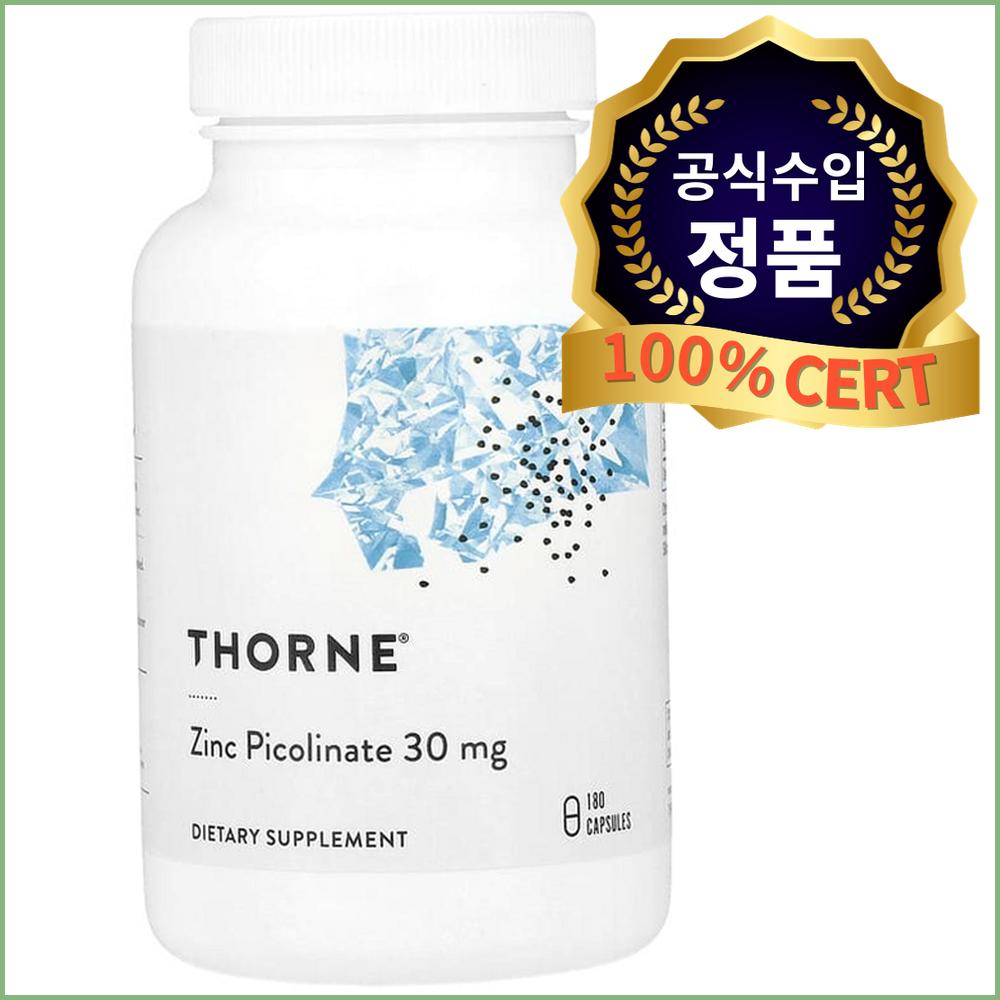 공식수입
정품
100% CERT
THORNE®
Zinc Picolinate 30 mg
DIETARY SUPPLEMENT
180
CAPSULES